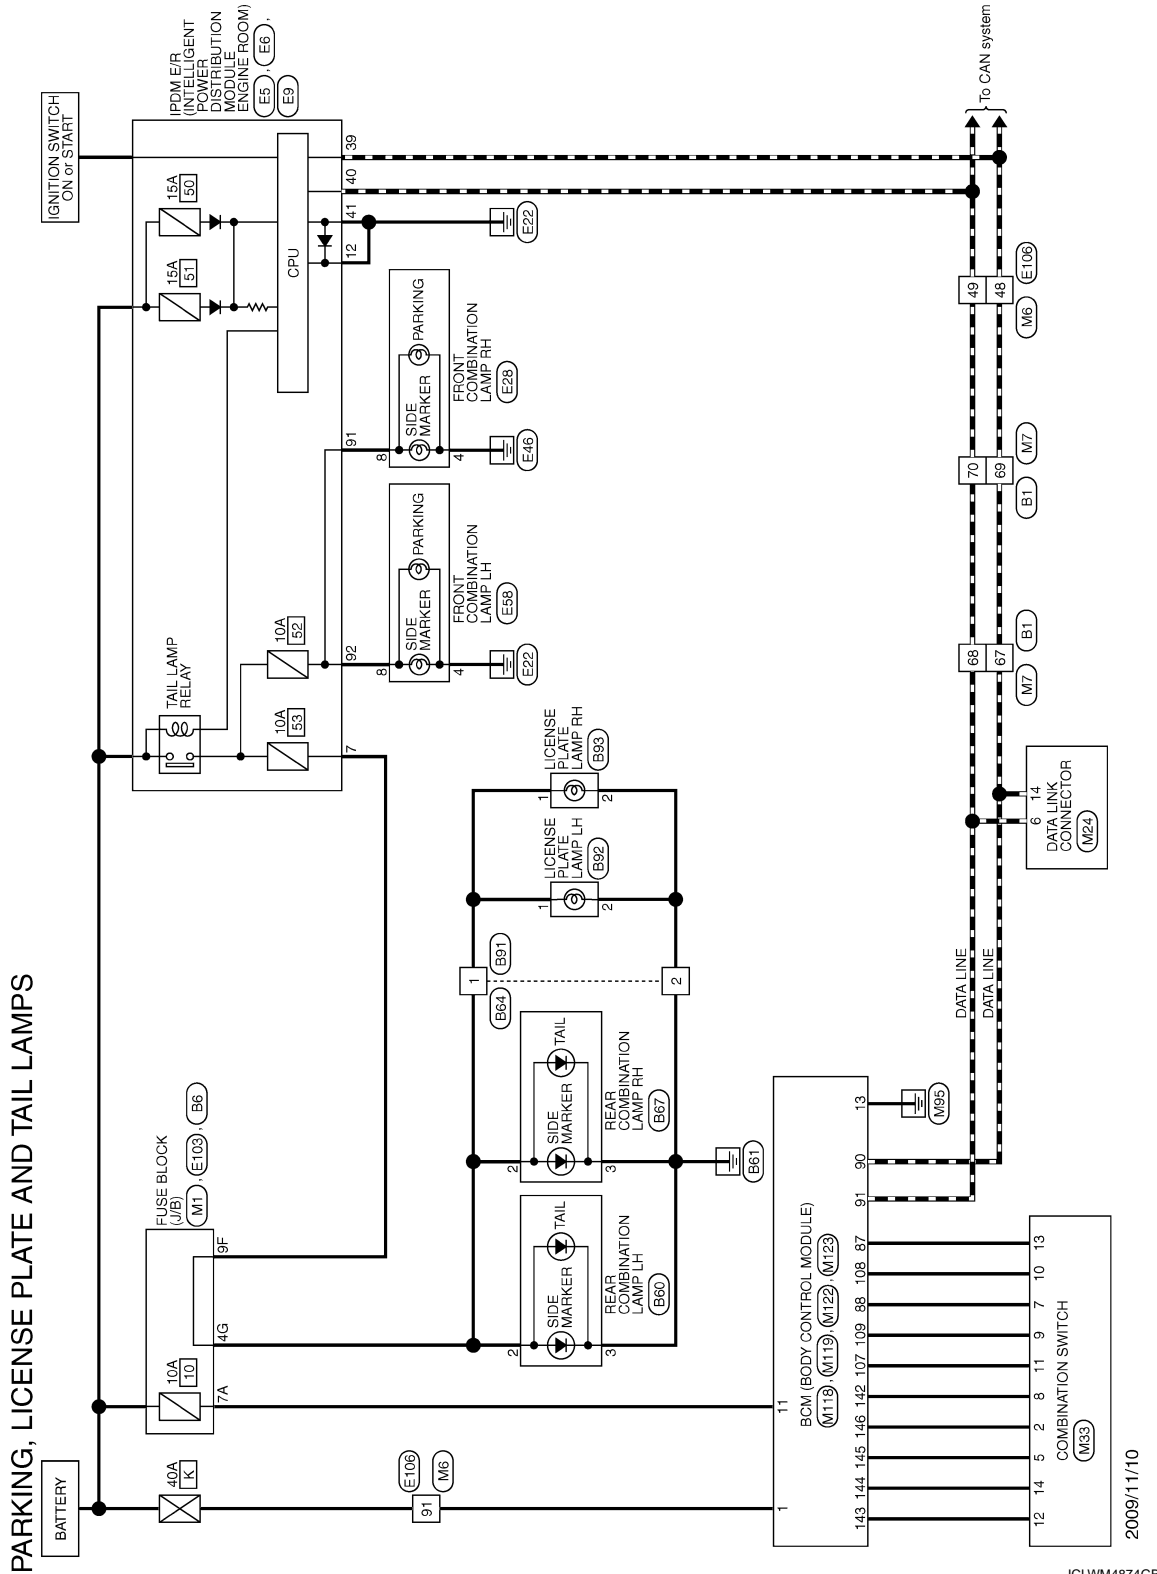 PARKING, LICENSE PLATE AND TAIL LAMPS
BATTERY
IGNITION SWITCH
ON or START
40A
K
FUSE BLOCK
(J/B)
M1 , E103 , B6
10A
10
7A
4G
9F
TAIL LAMP
RELAY
10A
53
10A
52
15A
51
15A
50
IPDM E/R
(INTELLIGENT
POWER
DISTRIBUTION
MODULE
ENGINE ROOM)
E5 , E6 ,
E9
CPU
7
92
91
12
41
40
39
E106
91
M6
8
SIDE
MARKER
PARKING
4
FRONT
COMBINATION
LAMP LH
E58
E22
8
SIDE
MARKER
PARKING
4
FRONT
COMBINATION
LAMP RH
E28
E46
E22
2
SIDE
MARKER
TAIL
3
REAR
COMBINATION
LAMP LH
B60
2
SIDE
MARKER
TAIL
3
REAR
COMBINATION
LAMP RH
B67
1
B64
B91
2
1
LICENSE
PLATE
LAMP LH
B92
2
1
LICENSE
PLATE
LAMP RH
B93
2
B61
1
11
BCM (BODY CONTROL MODULE)
M118 , M119 , M122 , M123
143
144
145
146
142
107
109
88
108
87
91
90
13
M95
DATA LINE
DATA LINE
68
67
M7
B1
70
69
B1
M7
49
48
M6
E106
To CAN system
6
14
DATA LINK
CONNECTOR
M24
12
14
5
2
8
11
9
7
10
13
COMBINATION SWITCH
M33
2009/11/10